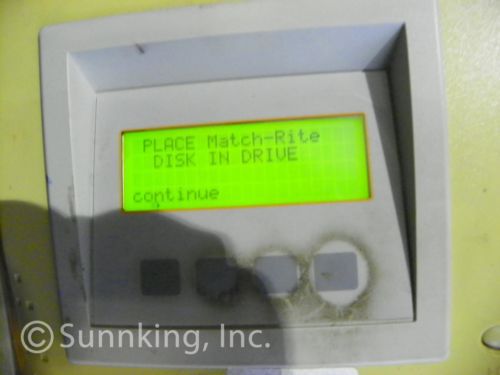 PLACE Match-Rite
DISK IN DRIVE
continue
© Sunnking, Inc.